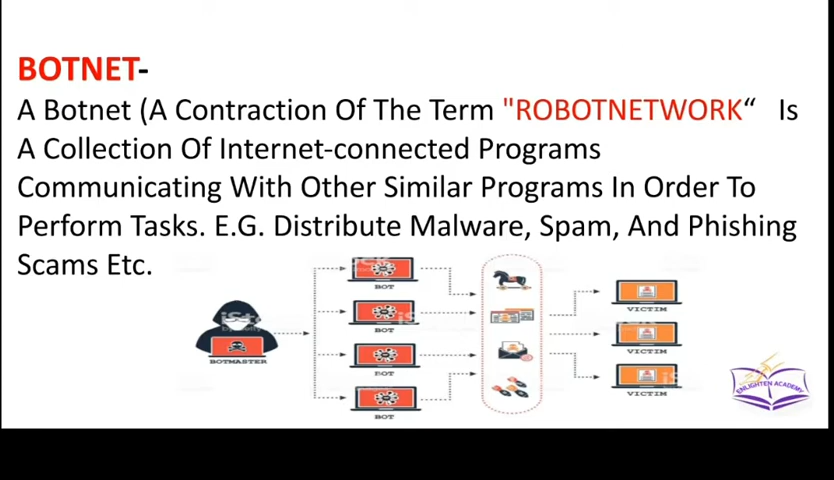 BOTNET-
A Botnet (A Contraction Of The Term "ROBOTNETWORK“ Is
A Collection Of Internet-connected Programs
Communicating With Other Similar Programs In Order To
Perform Tasks. E.G. Distribute Malware, Spam, And Phishing
Scams Etc.
BOT
BOT
BOT
BOT
BOTMASTER
VICTIM
VICTIM
VICTIM
ENLIGHTEN ACADEMY